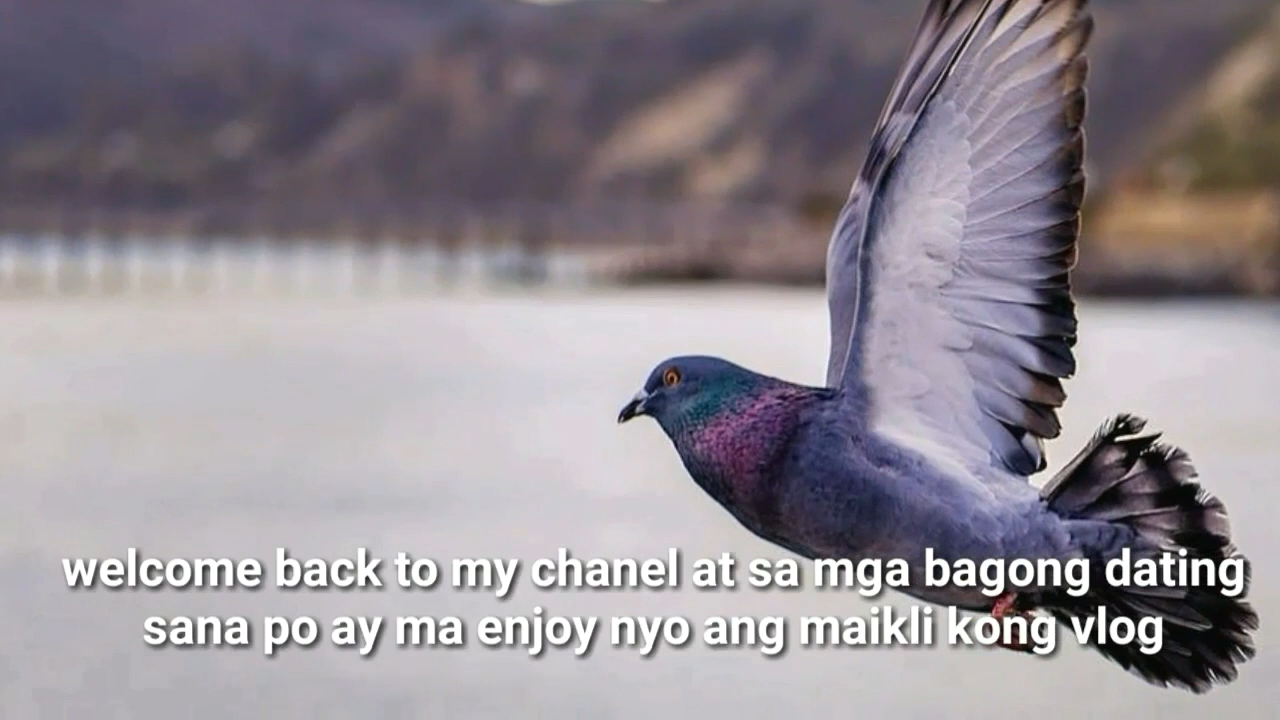 welcome back to my chanel at sa mga bagong dating
sana po ay ma enjoy nyo ang maikli kong vlog